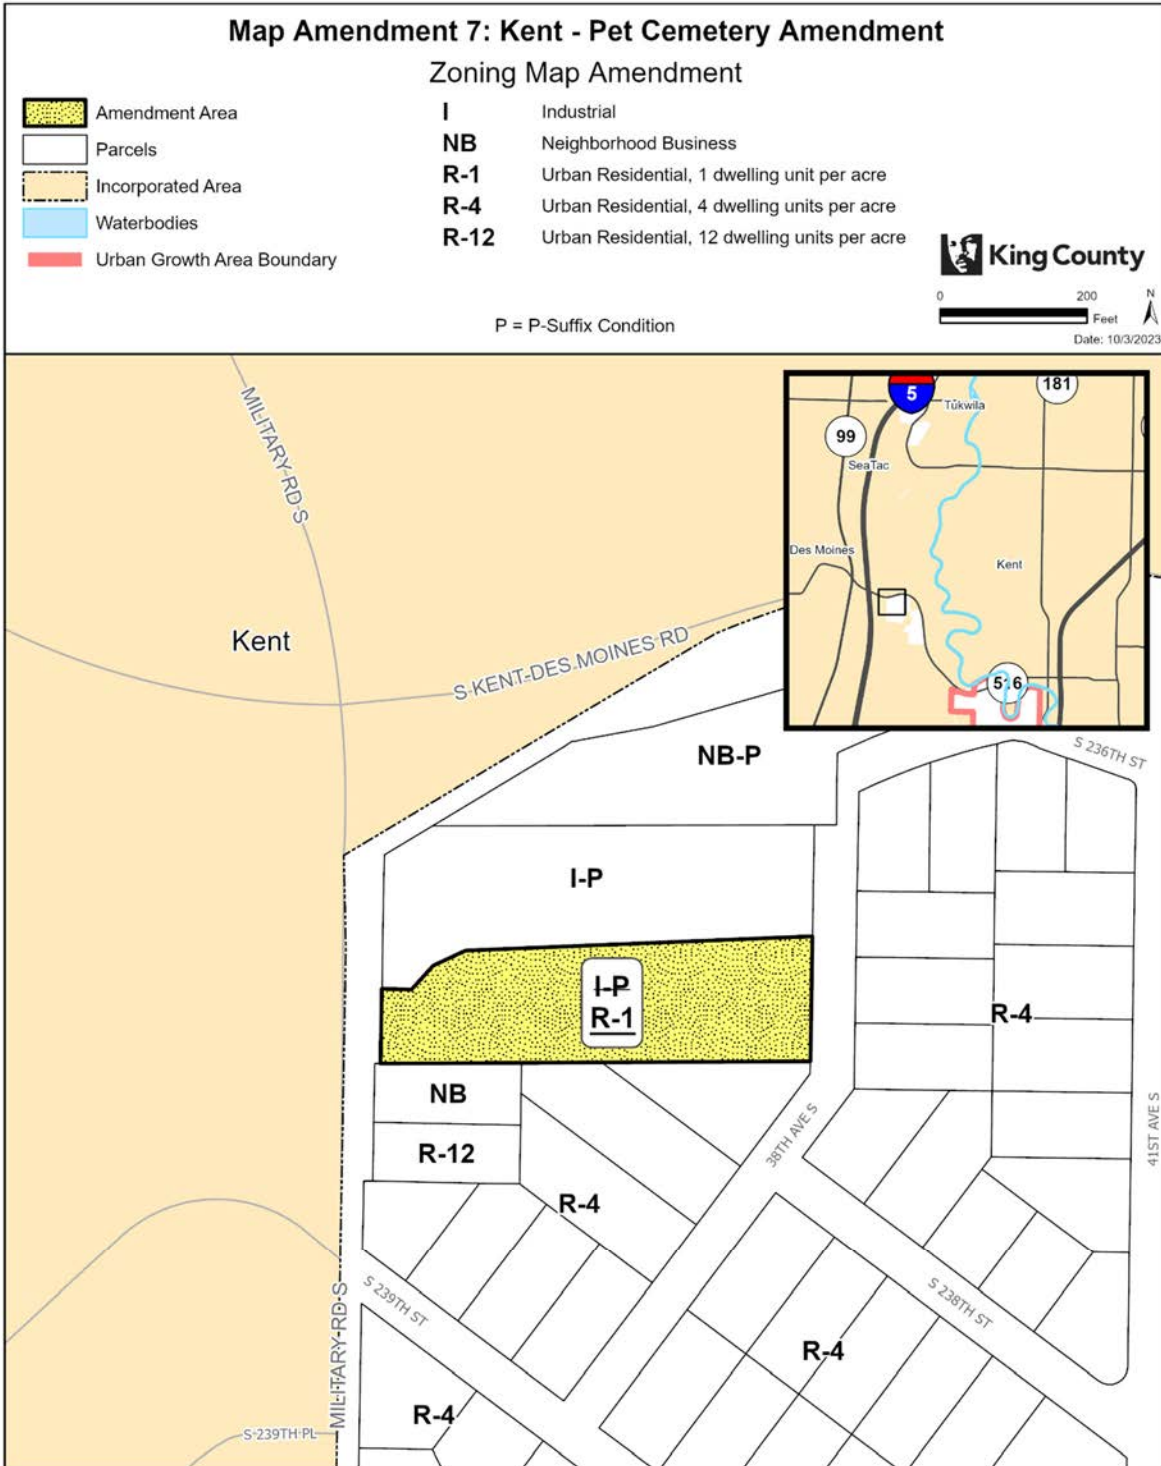 Map Amendment 7: Kent - Pet Cemetery Amendment
Zoning Map Amendment
Amendment Area
Parcels
Incorporated Area
Waterbodies
Urban Growth Area Boundary
I Industrial
NB Neighborhood Business
R-1 Urban Residential, 1 dwelling unit per acre
R-4 Urban Residential, 4 dwelling units per acre
R-12 Urban Residential, 12 dwelling units per acre
P = P-Suffix Condition
King County
0 200
Feet
N
Date: 10/3/2023
MILITARY RD S
Kent
S KENT-DES MOINES RD
5
181
Tukwila
99
SeaTac
Des Moines
Kent
516
NB-P
S 236TH ST
I-P
I-P
R-1
R-4
NB
R-12
38TH AVE S
41ST AVE S
R-4
S 239TH ST
S 238TH ST
MILITARY RD S
R-4
R-4
S 239TH PL